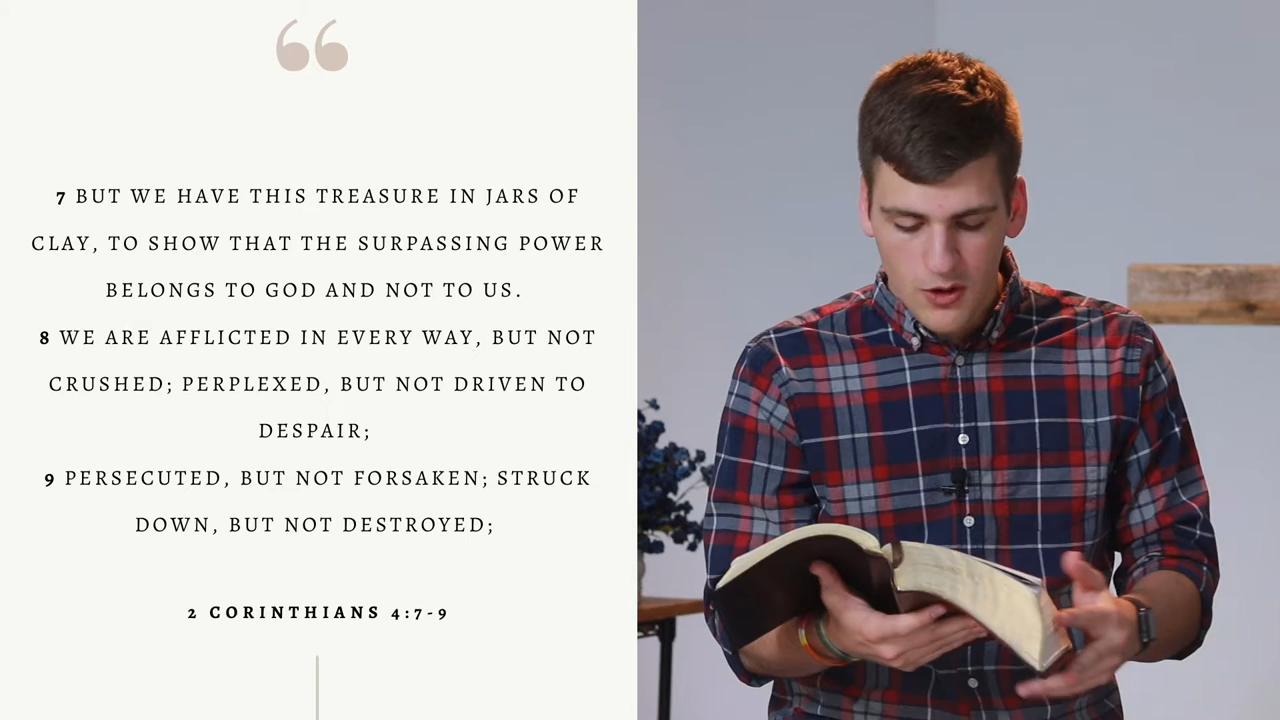 “
7 BUT WE HAVE THIS TREASURE IN JARS OF
CLAY, TO SHOW THAT THE SURPASSING POWER
BELONGS TO GOD AND NOT TO US.
8 WE ARE AFFLICTED IN EVERY WAY, BUT NOT
CRUSHED; PERPLEXED, BUT NOT DRIVEN TO
DESPAIR;
9 PERSECUTED, BUT NOT FORSAKEN; STRUCK
DOWN, BUT NOT DESTROYED;
2 CORINTHIANS 4:7-9